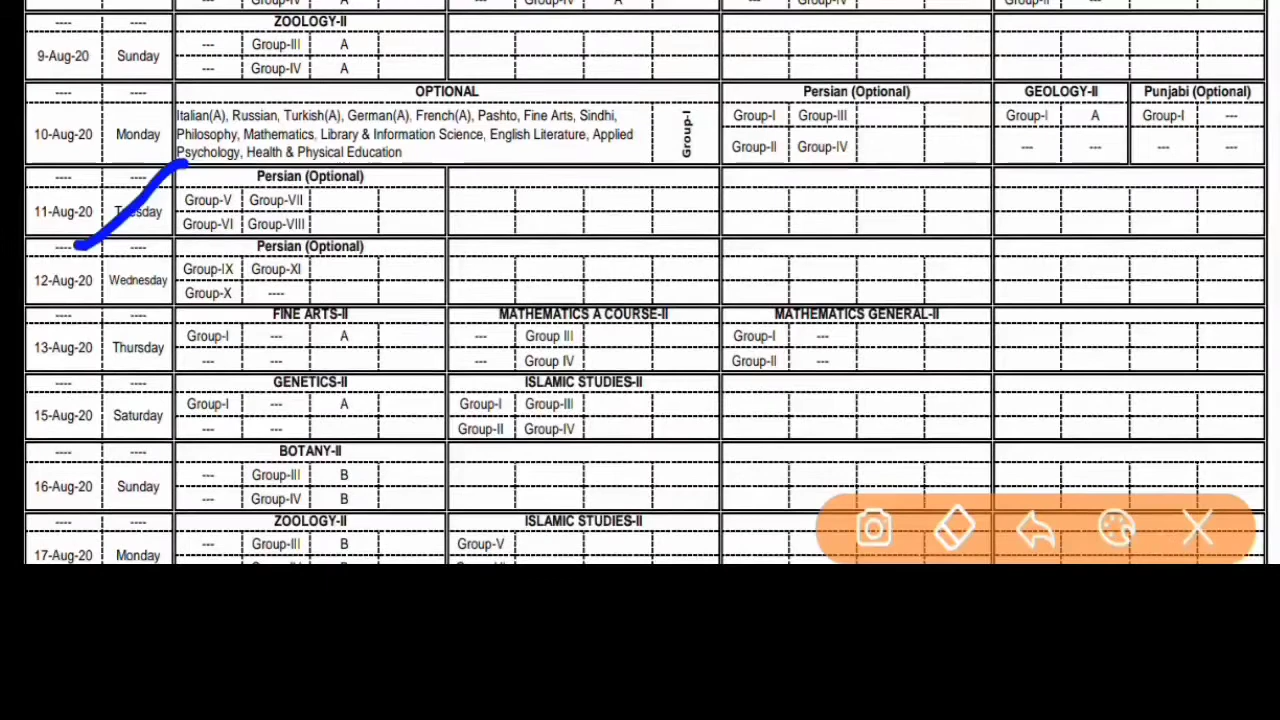 ---- ---- ZOOLOGY-II
9-Aug-20 Sunday --- Group-III A
--- Group-IV A
---- ---- OPTIONAL Persian (Optional) GEOLOGY-II Punjabi (Optional)
10-Aug-20 Monday Italian(A), Russian, Turkish(A), German(A), French(A), Pashto, Fine Arts, Sindhi, Group-I Group-I Group-III Group-I A Group-I ---
Philosophy, Mathematics, Library & Information Science, English Literature, Applied Group-II Group-IV --- --- --- ---
Psychology, Health & Physical Education
---- ---- Persian (Optional)
11-Aug-20 Tuesday Group-V Group-VII
Group-VI Group-VIII
---- ---- Persian (Optional)
12-Aug-20 Wednesday Group-IX Group-XI
Group-X ----
---- ---- FINE ARTS-II MATHEMATICS A COURSE-II MATHEMATICS GENERAL-II
13-Aug-20 Thursday Group-I --- A --- Group III Group-I ---
--- --- --- Group IV Group-II ---
---- ---- GENETICS-II ISLAMIC STUDIES-II
15-Aug-20 Saturday Group-I --- A Group-I Group-III
--- --- Group-II Group-IV
---- ---- BOTANY-II
16-Aug-20 Sunday --- Group-III B
--- Group-IV B
---- ---- ZOOLOGY-II ISLAMIC STUDIES-II
17-Aug-20 Monday --- Group-III B Group-V